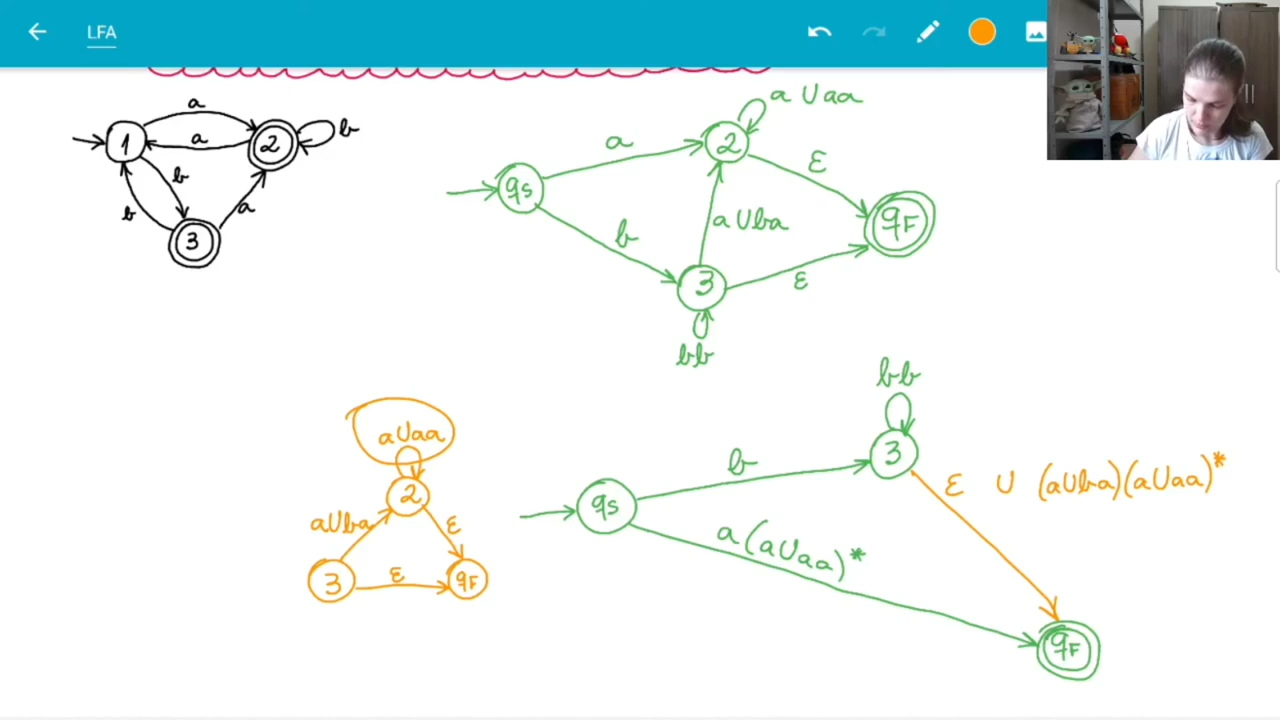 LFA
a
1
a
2
b
b
b
a
3
a ∪ aa
a
2
ε
qs
a ∪ ba
qF
b
3
ε
bb
bb
a∪aa
b
3
2
ε ∪ (a∪ba)(a∪aa)*
qs
a∪ba
ε
a(a∪aa)*
3
ε
qF
qF